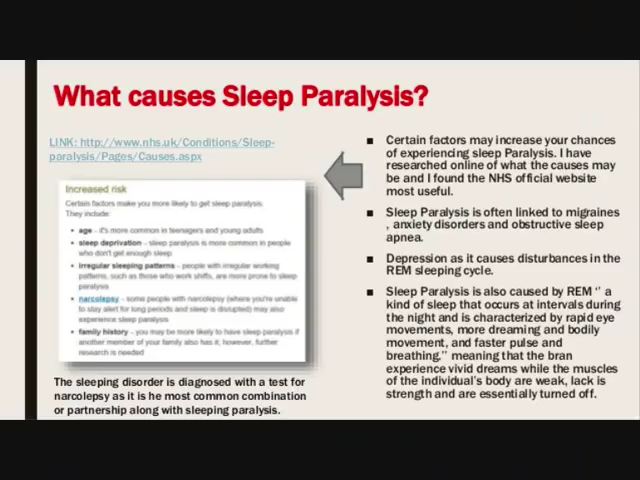 What causes Sleep Paralysis?
LINK: http://www.nhs.uk/Conditions/Sleep-
paralysis/Pages/Causes.aspx
Increased risk
Certain factors make you more likely to get sleep paralysis.
They include:
• age – it's more common in teenagers and young adults
• sleep deprivation – sleep paralysis is more common in people
who don't get enough sleep
• irregular sleeping patterns – people with irregular working
patterns, such as those who work shifts, are more prone to sleep
paralysis
• narcolepsy – some people with narcolepsy (where you're unable
to stay alert for long periods and sleep is disrupted) may also
experience sleep paralysis
• family history – you may be more likely to have sleep paralysis if
another member of your family also has it, however, further
research is needed
The sleeping disorder is diagnosed with a test for
narcolepsy as it is he most common combination
or partnership along with sleeping paralysis.
■ Certain factors may increase your chances
of experiencing sleep Paralysis. I have
researched online of what the causes may
be and I found the NHS official website
most useful.
■ Sleep Paralysis is often linked to migraines
, anxiety disorders and obstructive sleep
apnea.
■ Depression as it causes disturbances in the
REM sleeping cycle.
■ Sleep Paralysis is also caused by REM '' a
kind of sleep that occurs at intervals during
the night and is characterized by rapid eye
movements, more dreaming and bodily
movement, and faster pulse and
breathing.'' meaning that the bran
experience vivid dreams while the muscles
of the individual's body are weak, lack is
strength and are essentially turned off.